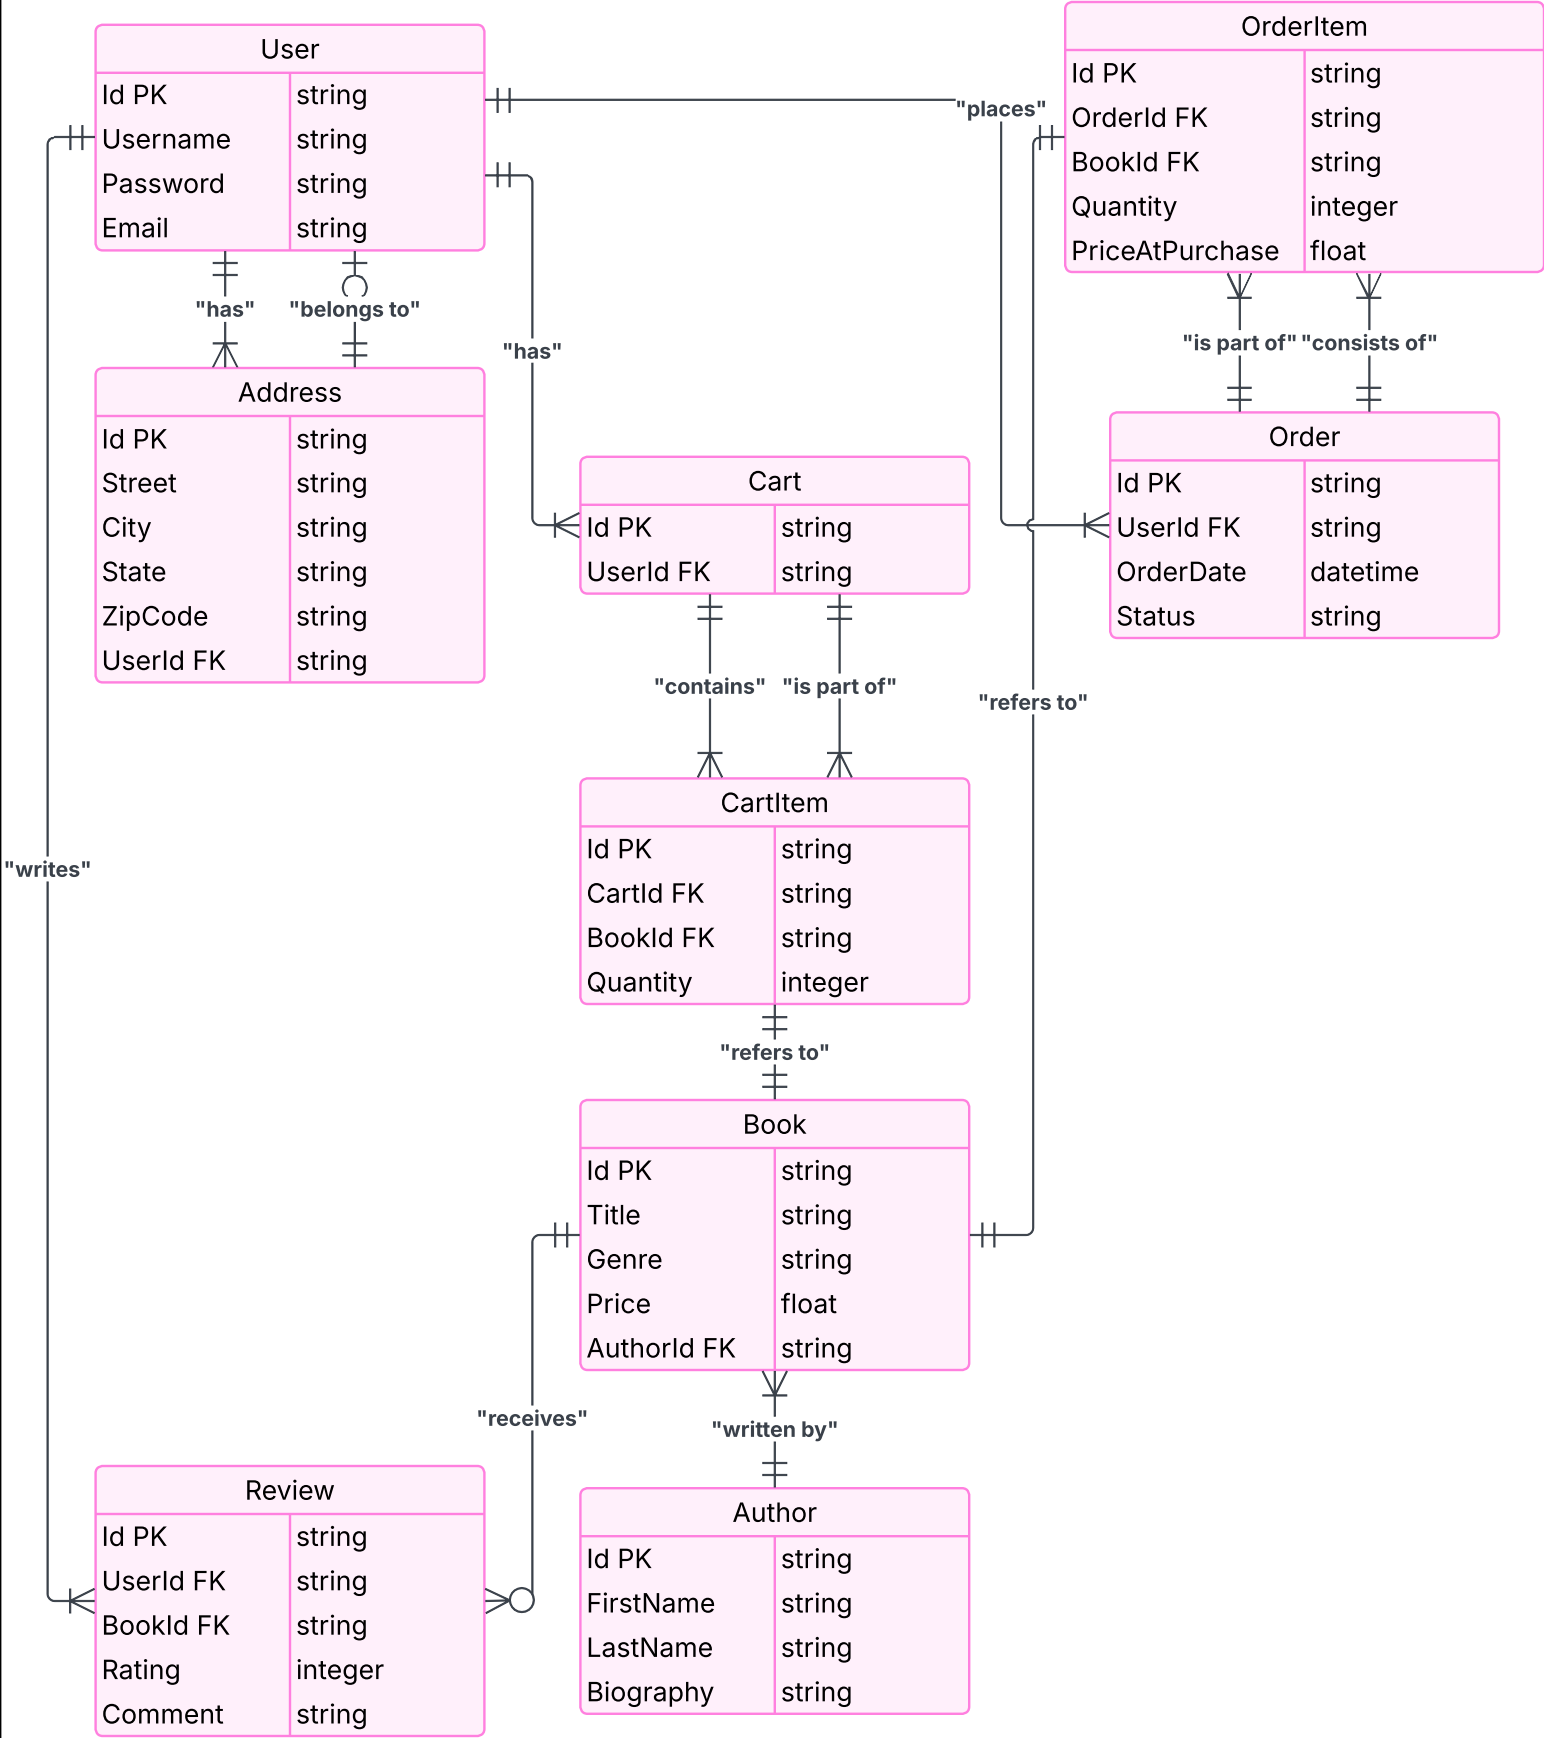 User
Id PK string
Username string
Password string
Email string
"places"
OrderItem
Id PK string
OrderId FK string
BookId FK string
Quantity integer
PriceAtPurchase float
"has" "belongs to"
"has"
"is part of" "consists of"
Address
Id PK string
Street string
City string
State string
ZipCode string
UserId FK string
Cart
Id PK string
UserId FK string
Order
Id PK string
UserId FK string
OrderDate datetime
Status string
"contains" "is part of"
"refers to"
CartItem
Id PK string
CartId FK string
BookId FK string
Quantity integer
"writes"
"refers to"
Book
Id PK string
Title string
Genre string
Price float
AuthorId FK string
"receives"
"written by"
Review
Id PK string
UserId FK string
BookId FK string
Rating integer
Comment string
Author
Id PK string
FirstName string
LastName string
Biography string